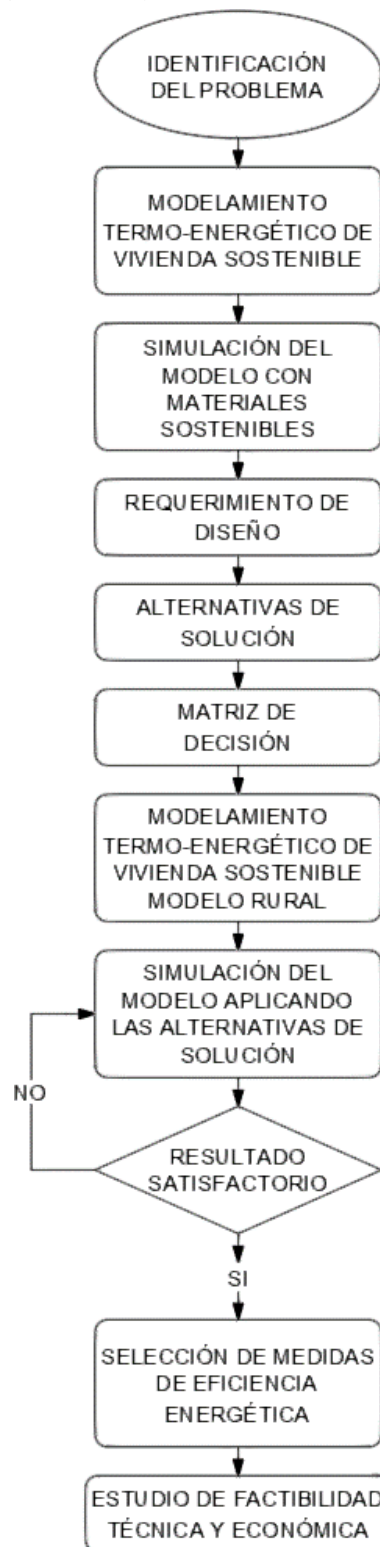 IDENTIFICACIÓN
DEL PROBLEMA
MODELAMIENTO
TERMO-ENERGÉTICO DE
VIVIENDA SOSTENIBLE
SIMULACIÓN DEL
MODELO CON
MATERIALES
SOSTENIBLES
REQUERIMIENTO DE
DISEÑO
ALTERNATIVAS DE
SOLUCIÓN
MATRIZ DE
DECISIÓN
MODELAMIENTO
TERMO-ENERGÉTICO DE
VIVIENDA SOSTENIBLE
MODELO RURAL
SIMULACIÓN DEL
MODELO APLICANDO
LAS ALTERNATIVAS DE
SOLUCIÓN
NO
RESULTADO
SATISFACTORIO
SI
SELECCIÓN DE MEDIDAS
DE EFICIENCIA
ENERGÉTICA
ESTUDIO DE FACTIBILIDAD
TÉCNICA Y ECONÓMICA